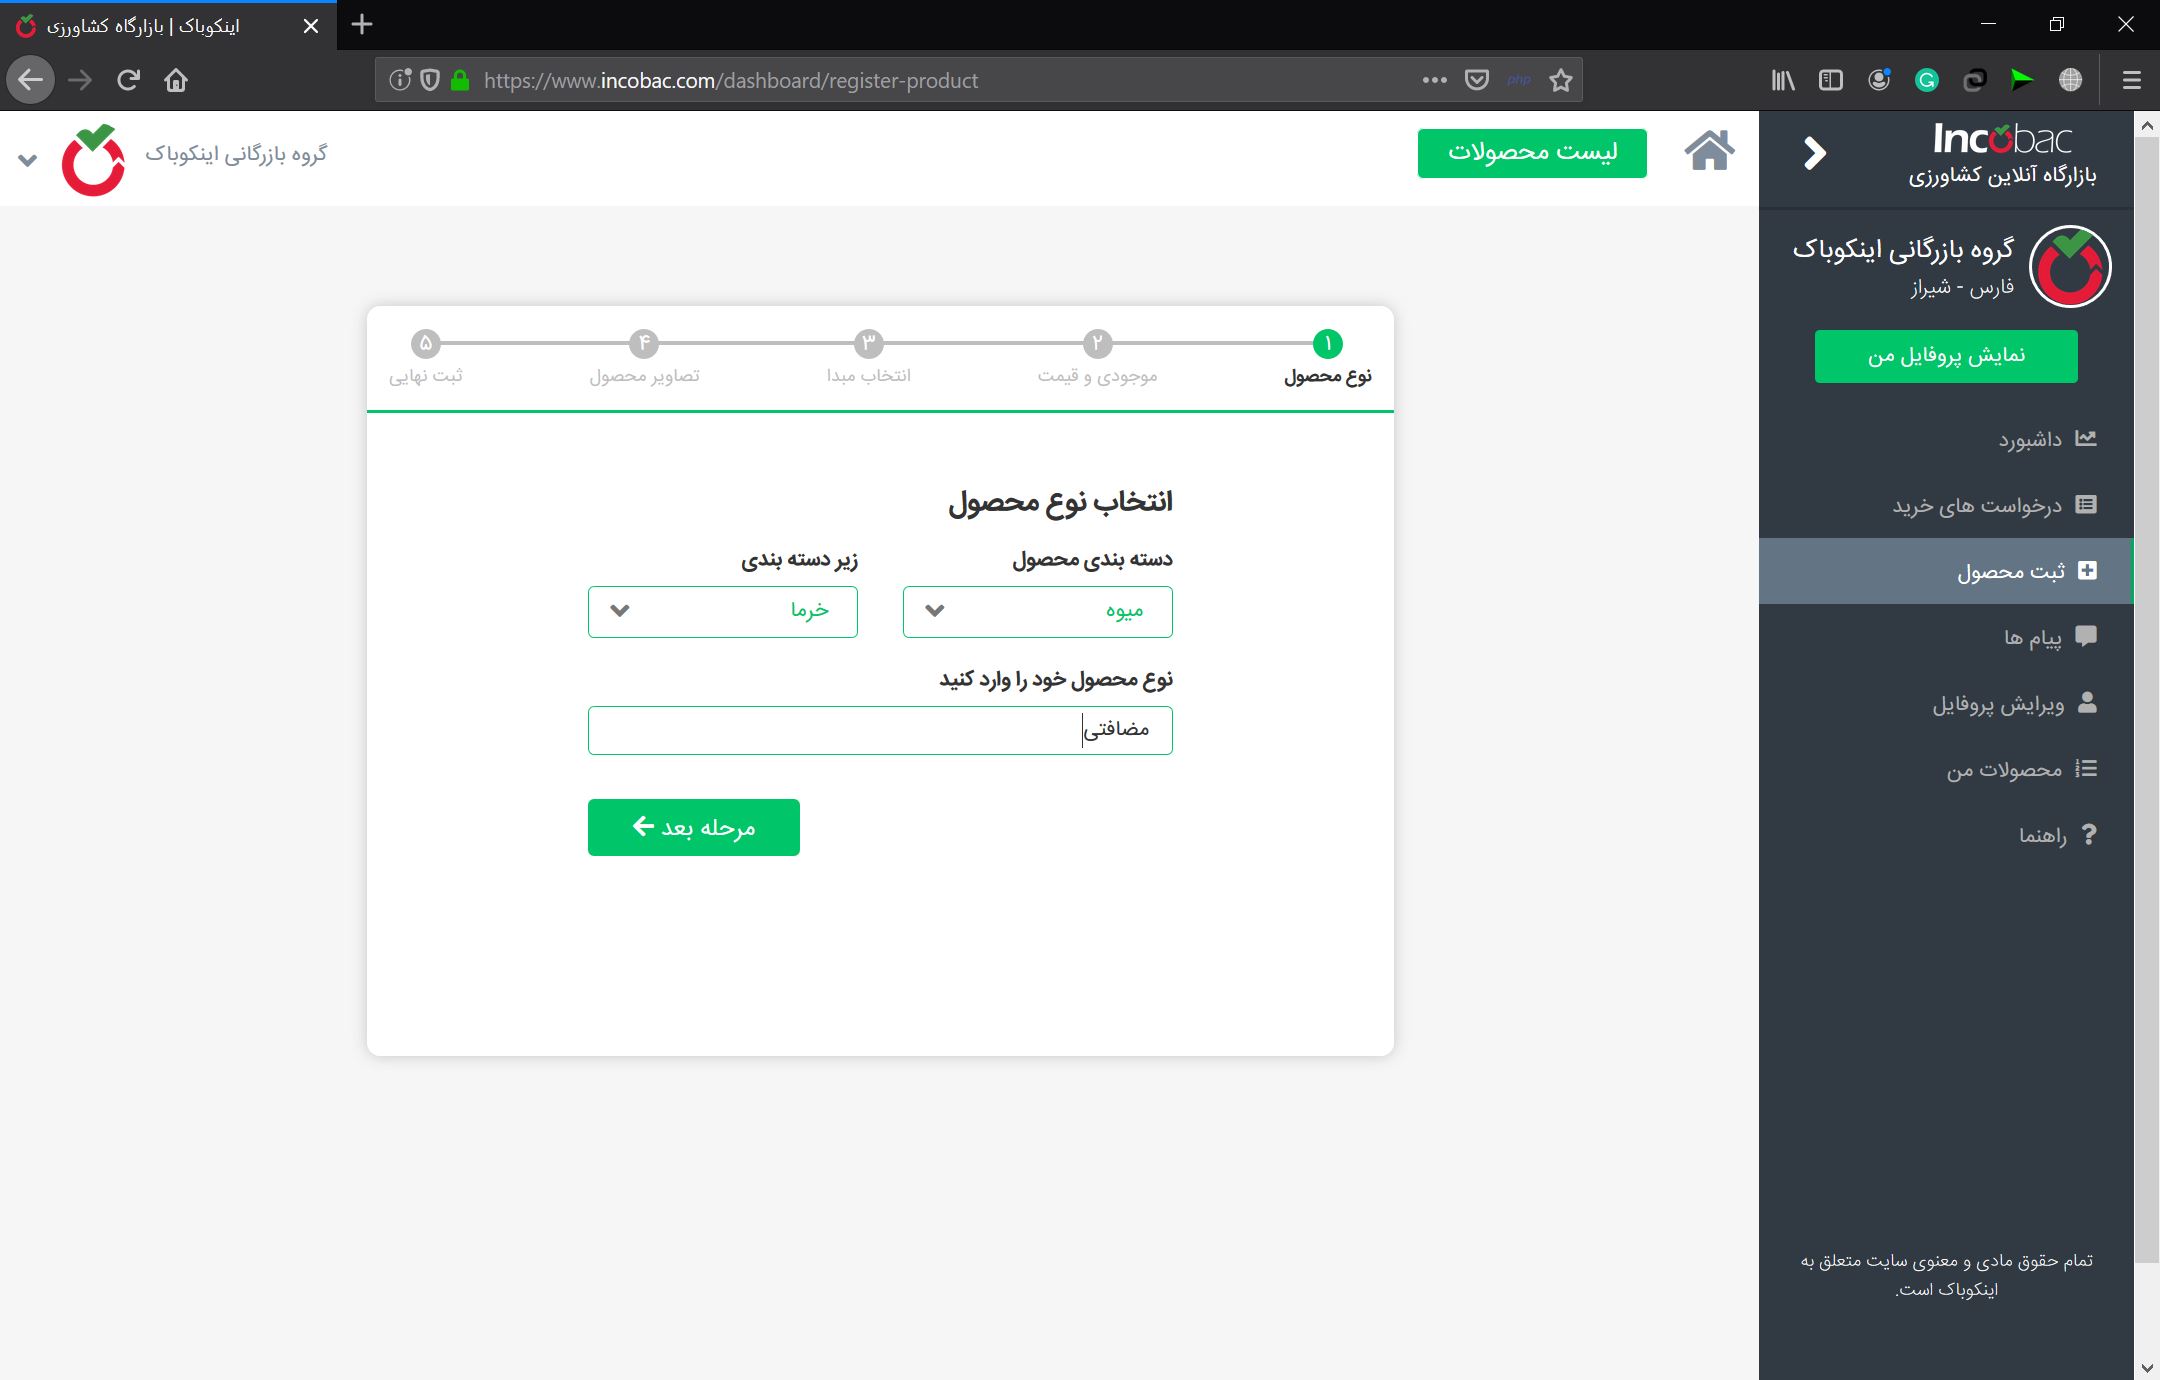 اینکوباک | بازارگاه کشاورزی
https://www.incobac.com/dashboard/register-product
php
Incobac
بازارگاه آنلاین کشاورزی
لیست محصولات
گروه بازرگانی اینکوباک
گروه بازرگانی اینکوباک
فارس - شیراز
نمایش پروفایل من
داشبورد
درخواست های خرید
ثبت محصول
پیام ها
ویرایش پروفایل
محصولات من
راهنما
تمام حقوق مادی و معنوی سایت متعلق به
اینکوباک است.
۱ ۲ ۳ ۴ ۵
نوع محصول موجودی و قیمت انتخاب مبدا تصاویر محصول ثبت نهایی
انتخاب نوع محصول
دسته بندی محصول زیر دسته بندی
میوه خرما
نوع محصول خود را وارد کنید
مضافتی
مرحله بعد